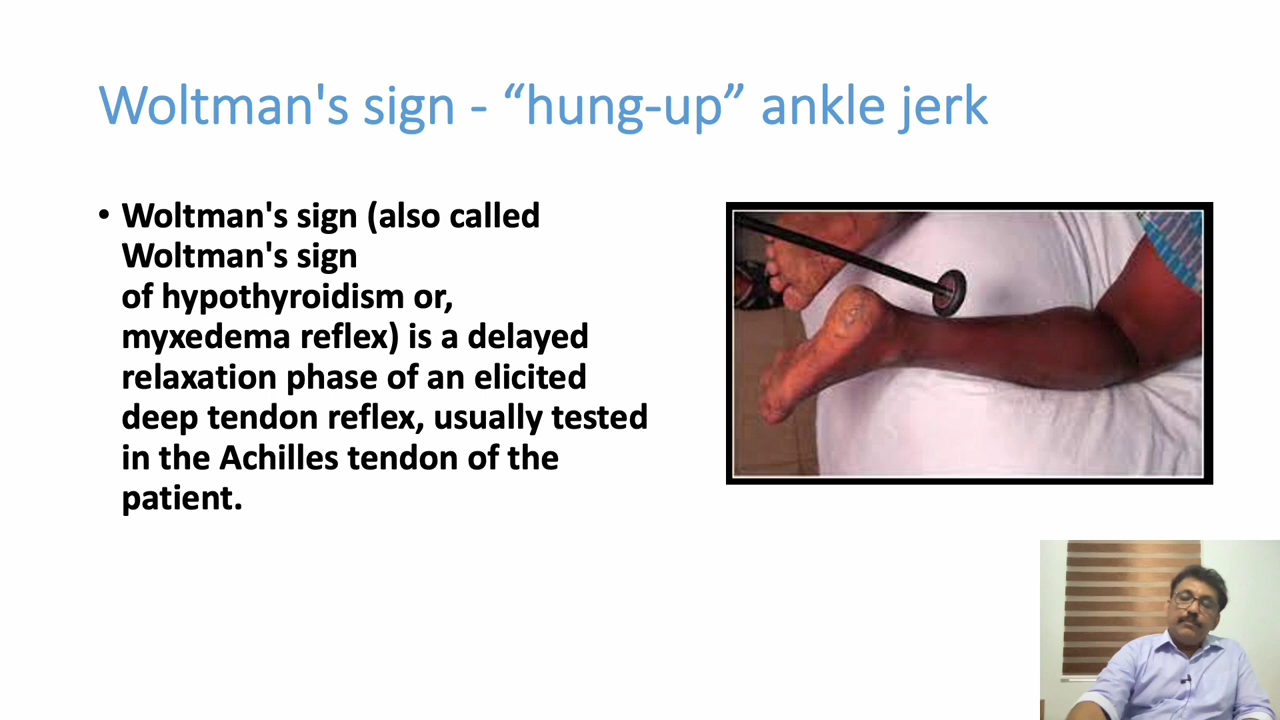 Woltman's sign - “hung-up” ankle jerk
• Woltman's sign (also called
Woltman's sign
of hypothyroidism or,
myxedema reflex) is a delayed
relaxation phase of an elicited
deep tendon reflex, usually tested
in the Achilles tendon of the
patient.